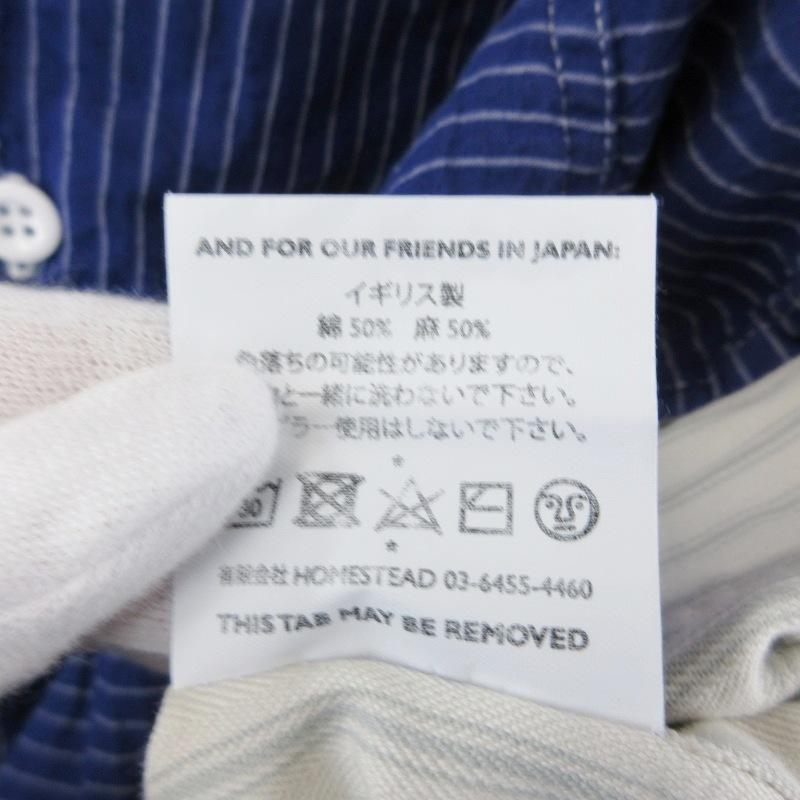 AND FOR OUR FRIENDS IN JAPAN:
イギリス製
綿 50% 麻 50%
色落ちの可能性がありますので、
と一緒に洗わないで下さい。
ラー使用はしないで下さい。
有限会社 HOMESTEAD 03-6455-4460
THIS TAB MAY BE REMOVED